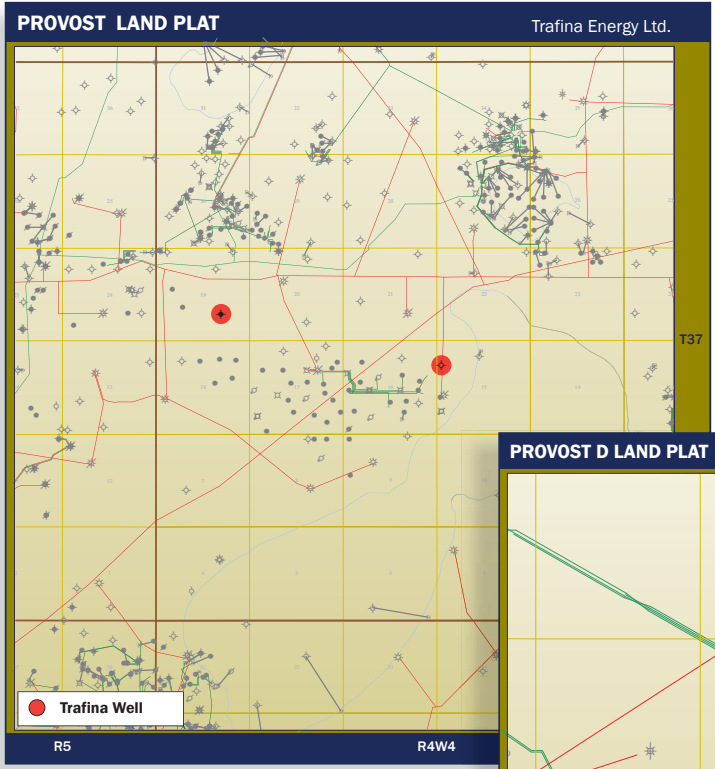 PROVOST LAND PLAT
Trafina Energy Ltd.
T37
PROVOST D LAND PLAT
Trafina Well
R5
R4W4